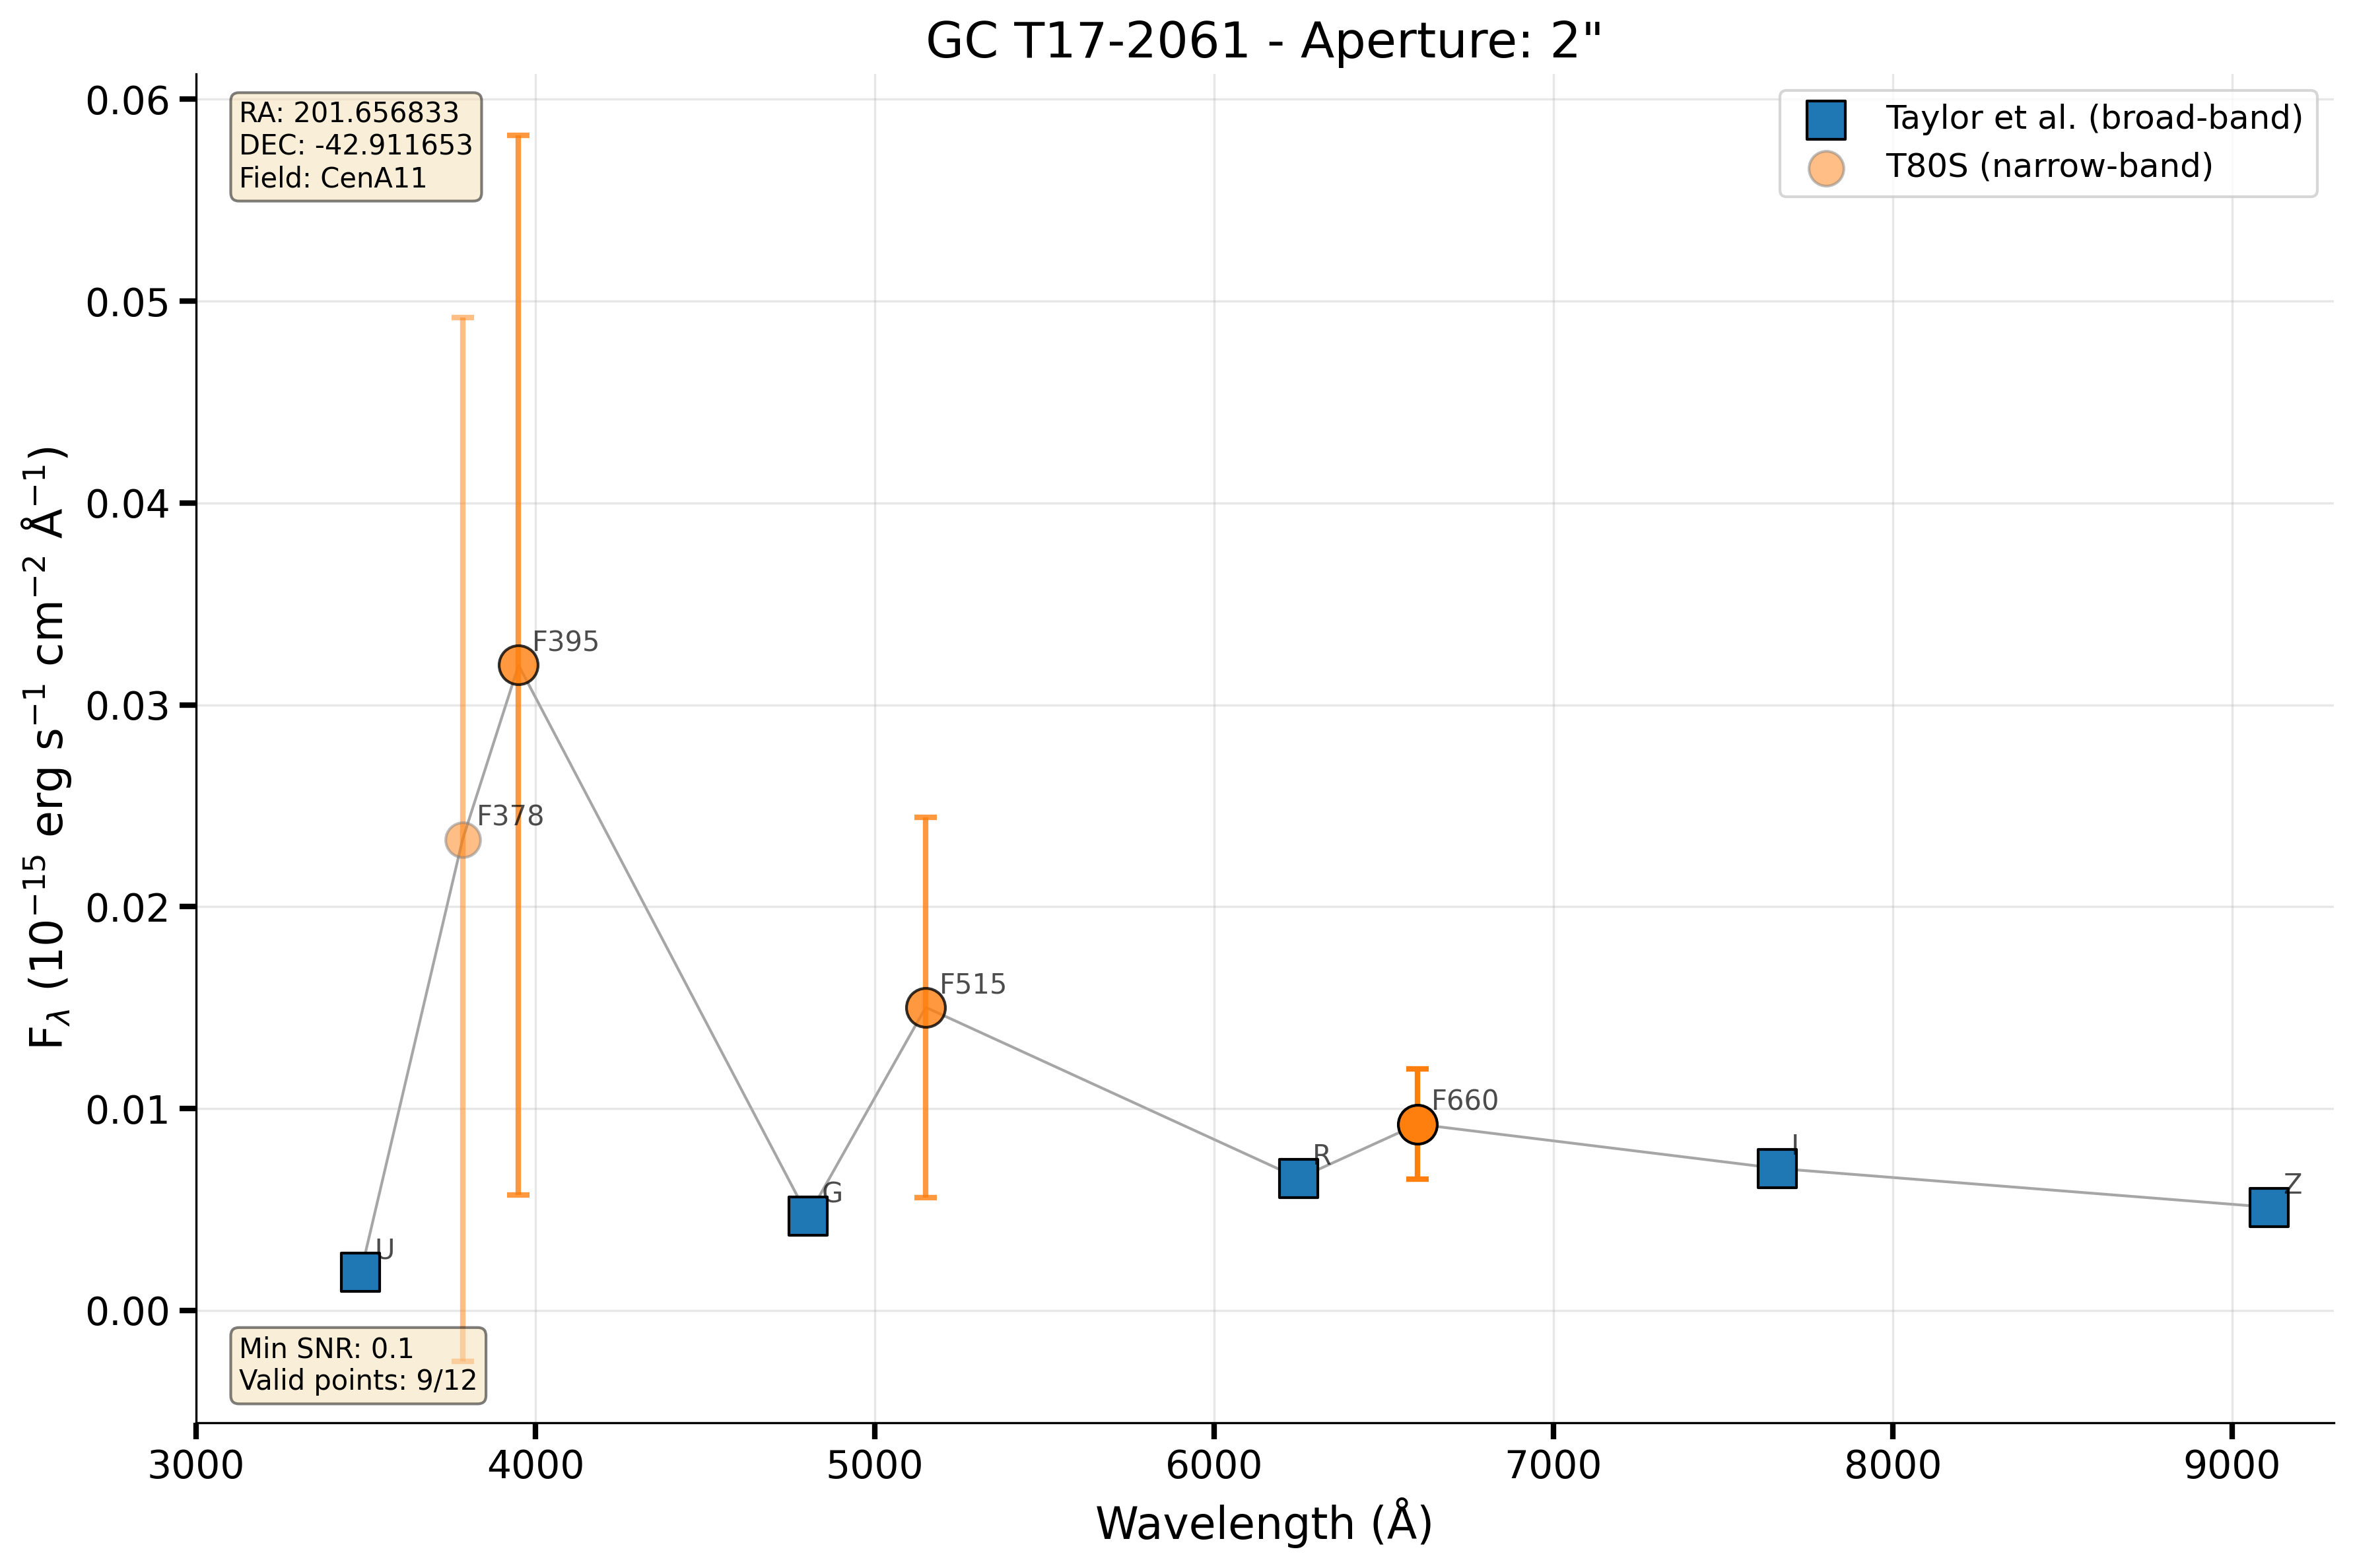 GC T17-2061 - Aperture: 2"
RA: 201.656833
DEC: -42.911653
Field: CenA11
Taylor et al. (broad-band)
T80S (narrow-band)
F_λ (10⁻¹⁵ erg s⁻¹ cm⁻² Å⁻¹)
0.06
0.05
0.04
0.03
0.02
0.01
0.00
F395
F378
F515
F660
R
I
G
Z
U
Min SNR: 0.1
Valid points: 9/12
3000 4000 5000 6000 7000 8000 9000
Wavelength (Å)